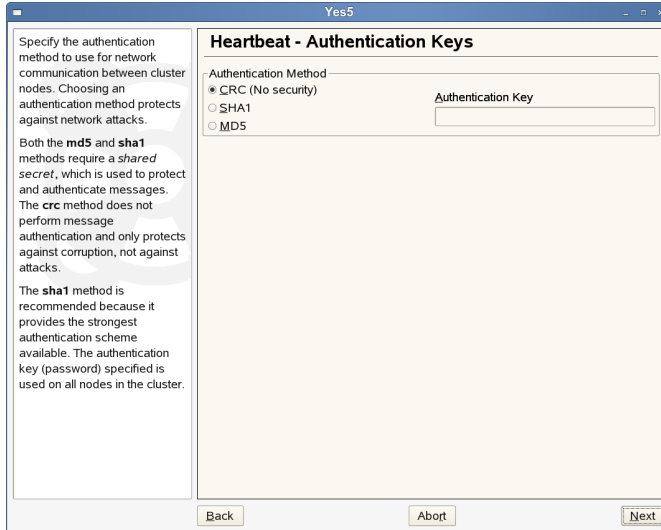 Yes5
Specify the authentication
method to use for network
communication between cluster
nodes. Choosing an
authentication method protects
against network attacks.
Both the md5 and sha1
methods require a shared
secret, which is used to protect
and authenticate messages.
The crc method does not
perform message
authentication and only protects
against corruption, not against
attacks.
The sha1 method is
recommended because it
provides the strongest
authentication scheme
available. The authentication
key (password) specified is
used on all nodes in the cluster.
Heartbeat - Authentication Keys
Authentication Method
CRC (No security)
SHA1
MD5
Authentication Key
Back
Abort
Next